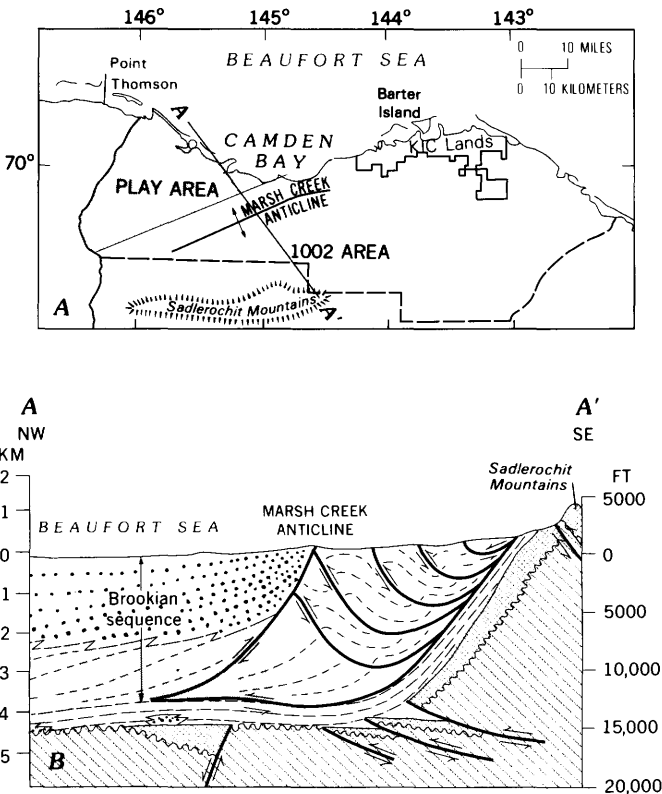 146° 145° 144° 143°
BEAUFORT SEA
0 10 MILES
0 10 KILOMETERS
Point
Thomson
Barter
Island
A
CAMDEN
BAY
KIC Lands
70°
PLAY AREA
MARSH CREEK
ANTICLINE
1002 AREA
A
Sadlerochit Mountains
A'
A A'
NW SE
KM
Sadlerochit
Mountains
FT
2
5000
1
MARSH CREEK
ANTICLINE
BEAUFORT SEA
0 0
1
Brookian
sequence
5000
2
3
10,000
4
15,000
5
B
20,000